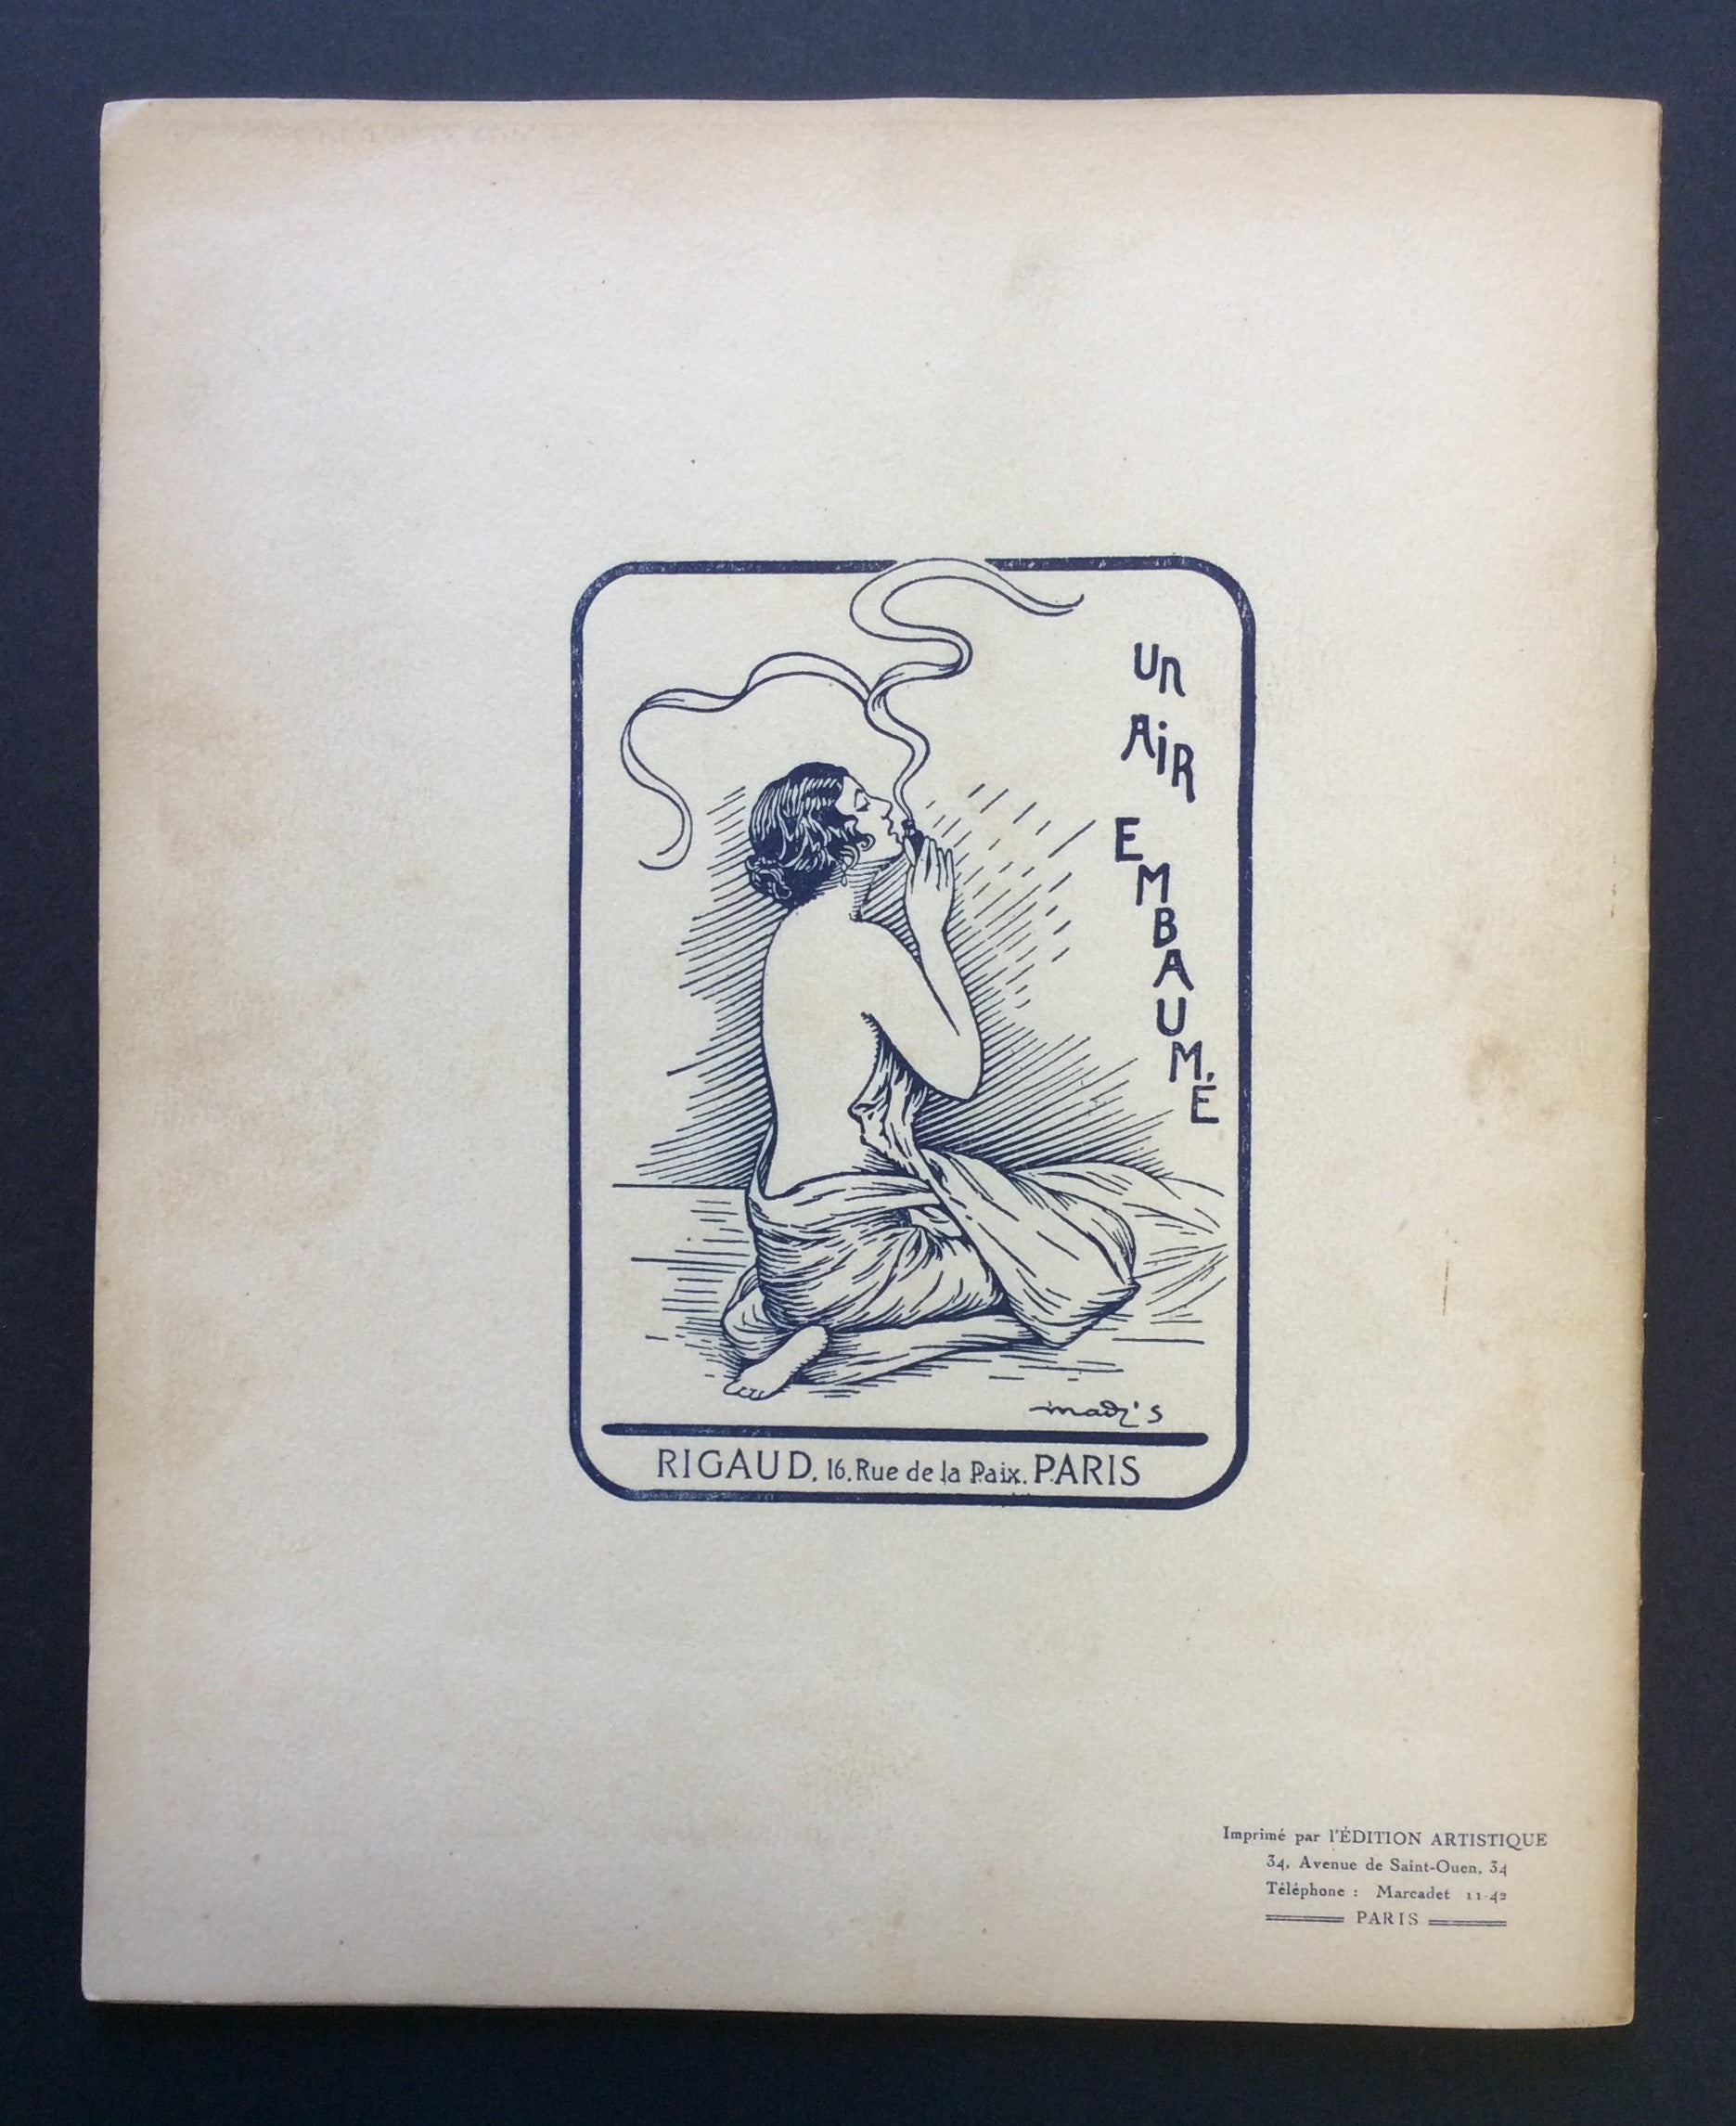 Un
AiR
EMBAUMÉ
madz's
RIGAUD. 16. Rue de la Paix. PARIS
Imprimé par l'ÉDITION ARTISTIQUE
34, Avenue de Saint-Ouen, 34
Téléphone : Marcadet 11-42
PARIS